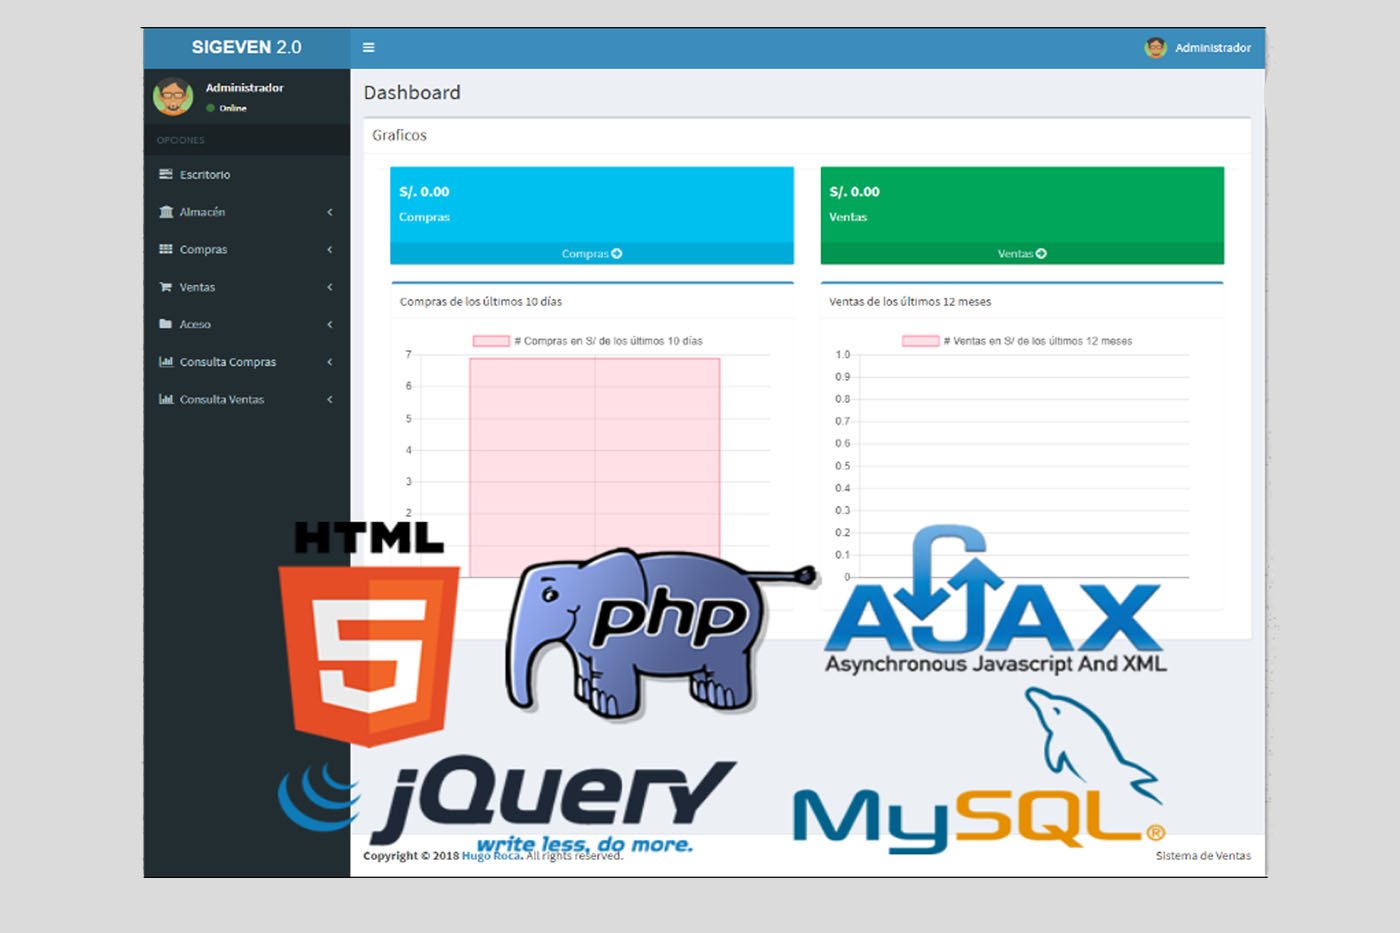 SIGEVEN 2.0
Administrador
Administrador
Online
OPCIONES
Escritorio
Almacén
Compras
Ventas
Aceso
Consulta Compras
Consulta Ventas
Dashboard
Graficos
S/. 0.00
Compras
Compras
S/. 0.00
Ventas
Ventas
Compras de los últimos 10 días
# Compras en S/ de los últimos 10 días
7
6
5
4
3
2
Ventas de los últimos 12 meses
# Ventas en S/ de los últimos 12 meses
1.0
0.9
0.8
0.7
0.6
0.5
0.4
0.3
0.2
0.1
0
HTML
5
php
AJAX
Asynchronous Javascript And XML
jQuery
write less, do more.
MySQL®
Copyright © 2018 Hugo Roca. All rights reserved.
Sistema de Ventas